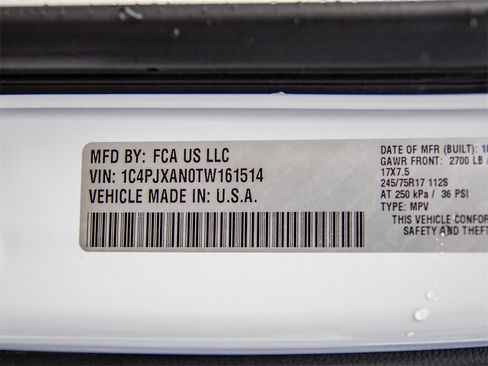 MFD BY: FCA US LLC
VIN: 1C4PJXAN0TW161514
VEHICLE MADE IN: U.S.A.
DATE OF MFR (BUILT): 10
GAWR FRONT: 2700 LB
17X7.5
245/75R17 112S
AT 250 kPa / 36 PSI
TYPE: MPV
THIS VEHICLE CONFOR
SAFETY AND THEFT